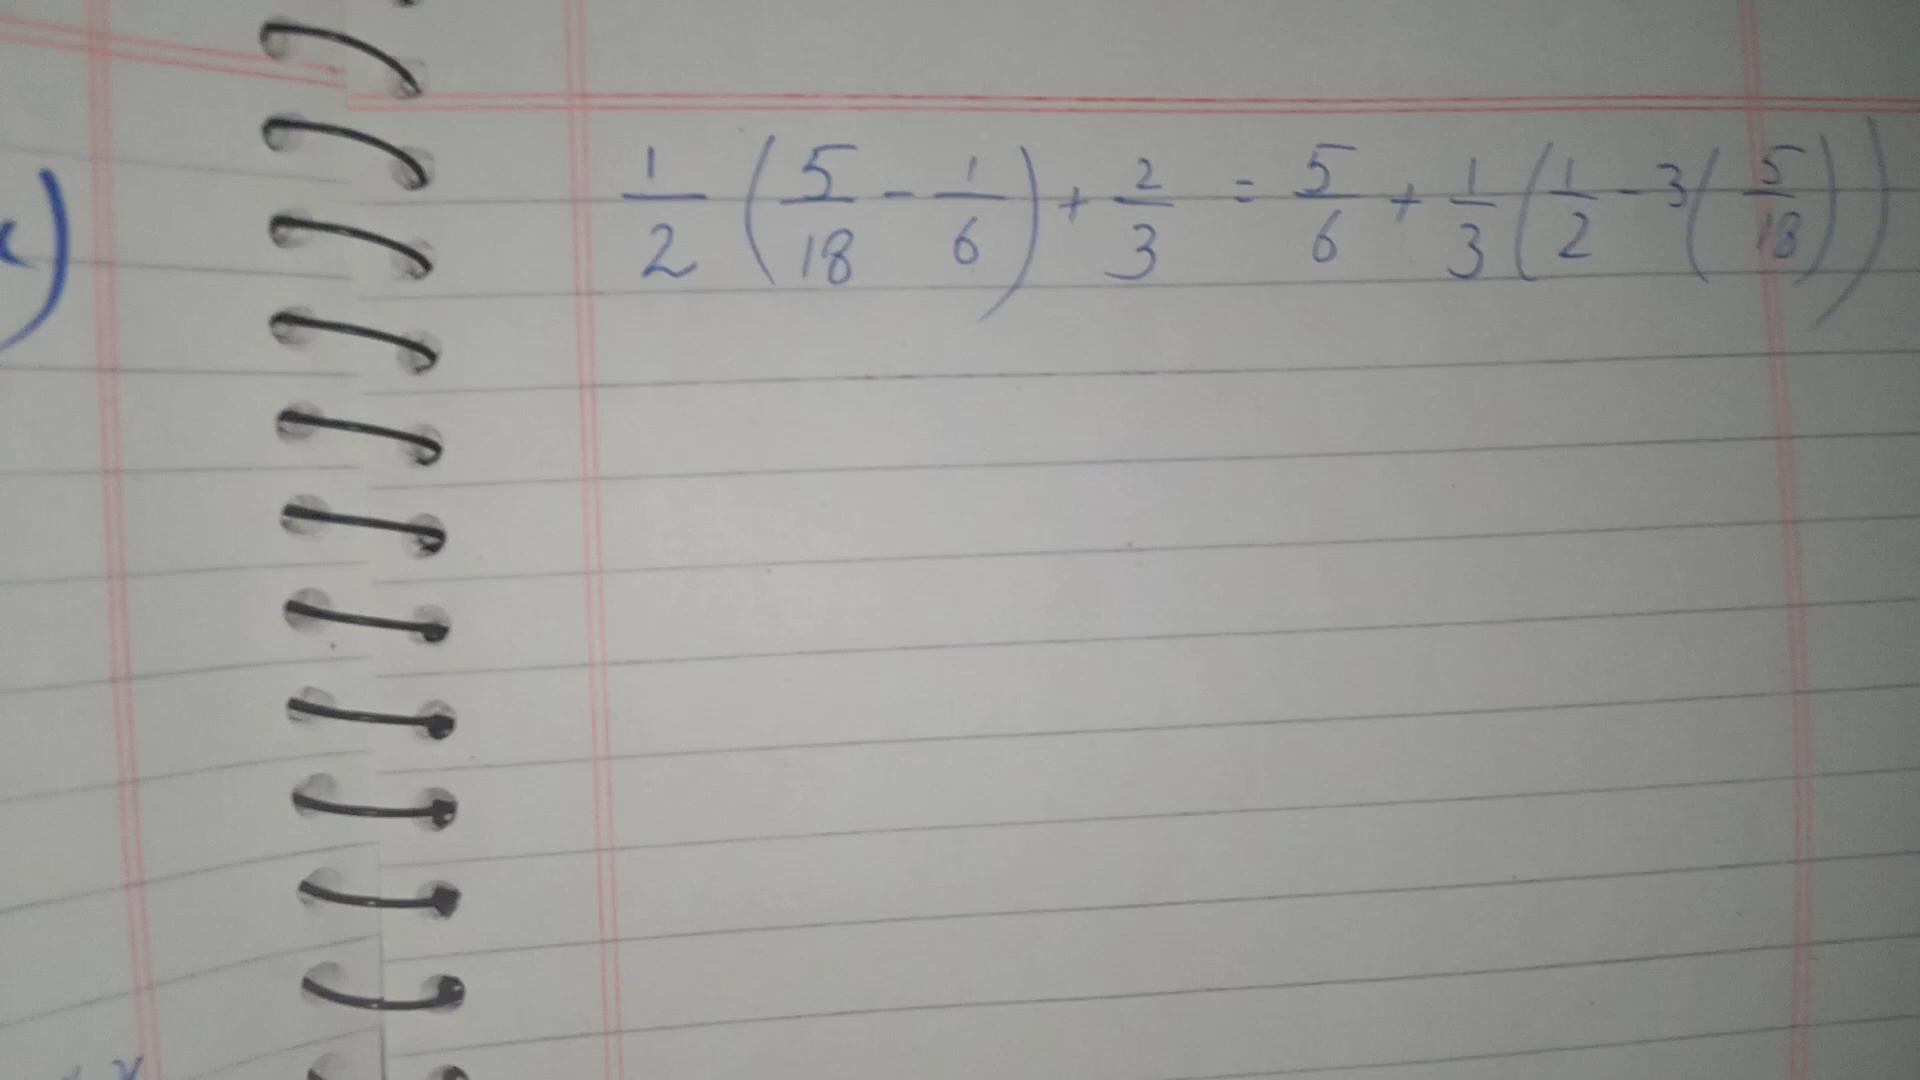 1/2 (5/18 - 1/6) + 2/3 = 5/6 + 1/3 (1/2 - 3(5/18))